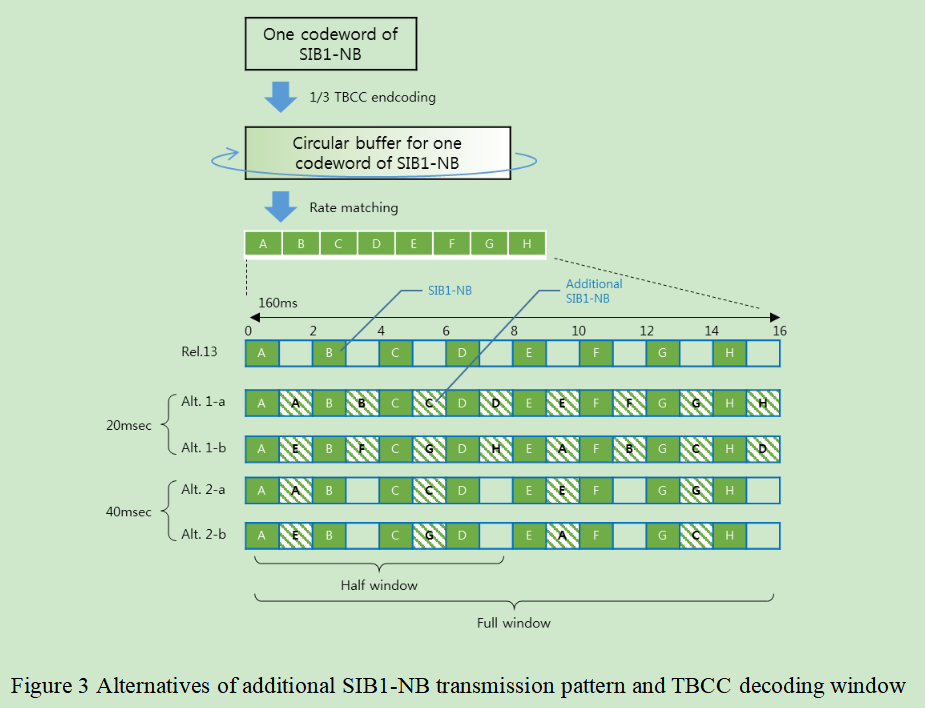 One codeword of
SIB1-NB
1/3 TBCC endcoding
Circular buffer for one
codeword of SIB1-NB
Rate matching
A B C D E F G H
SIB1-NB
Additional
SIB1-NB
160ms
0 2 4 6 8 10 12 14 16
Rel.13 A B C D E F G H
Alt. 1-a A A B B C C D D E E F F G G H H
20msec
Alt. 1-b A E B F C G D H E A F B G C H D
Alt. 2-a A A B C C D E E F G G H
40msec
Alt. 2-b A E B C G D E A F G C H
Half window
Full window
Figure 3 Alternatives of additional SIB1-NB transmission pattern and TBCC decoding window